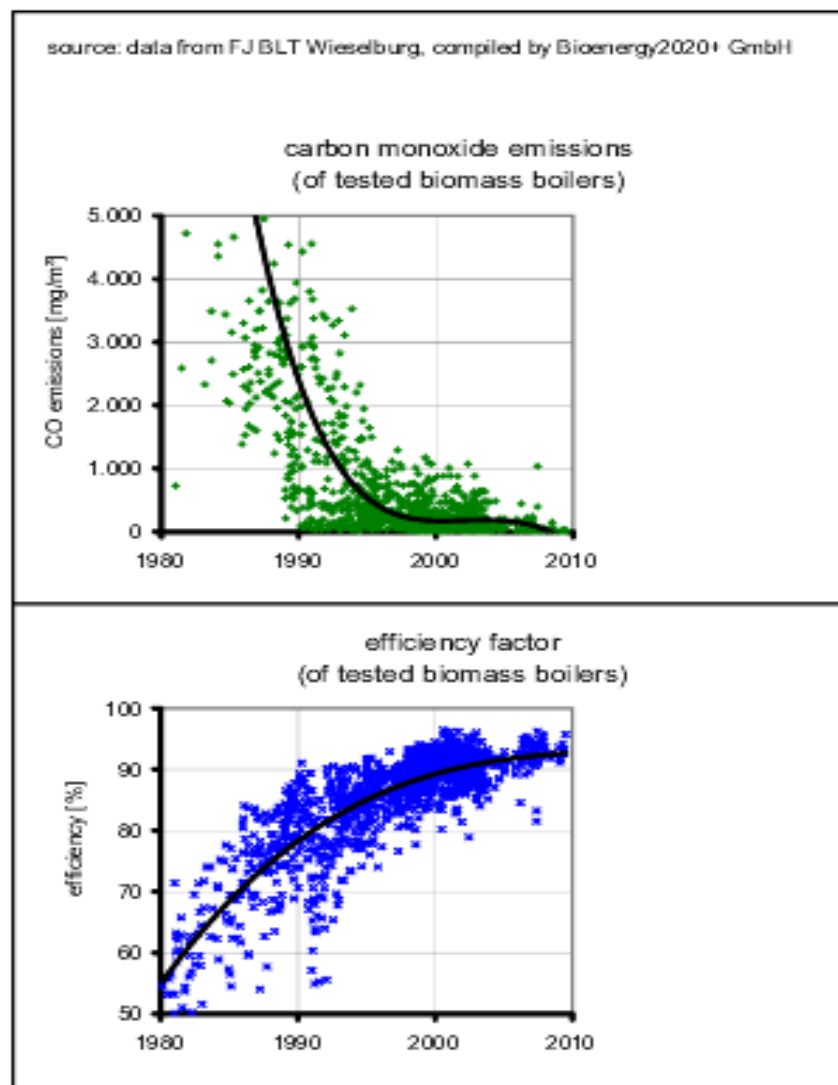 source: data from FJ BLT Wieselburg, compiled by Bioenergy2020+ GmbH
carbon monoxide emissions
(of tested biomass boilers)
CO emissions [mg/m³]
5.000
4.000
3.000
2.000
1.000
0
1980 1990 2000 2010
efficiency factor
(of tested biomass boilers)
efficiency [%]
100
90
80
70
60
50
1980 1990 2000 2010